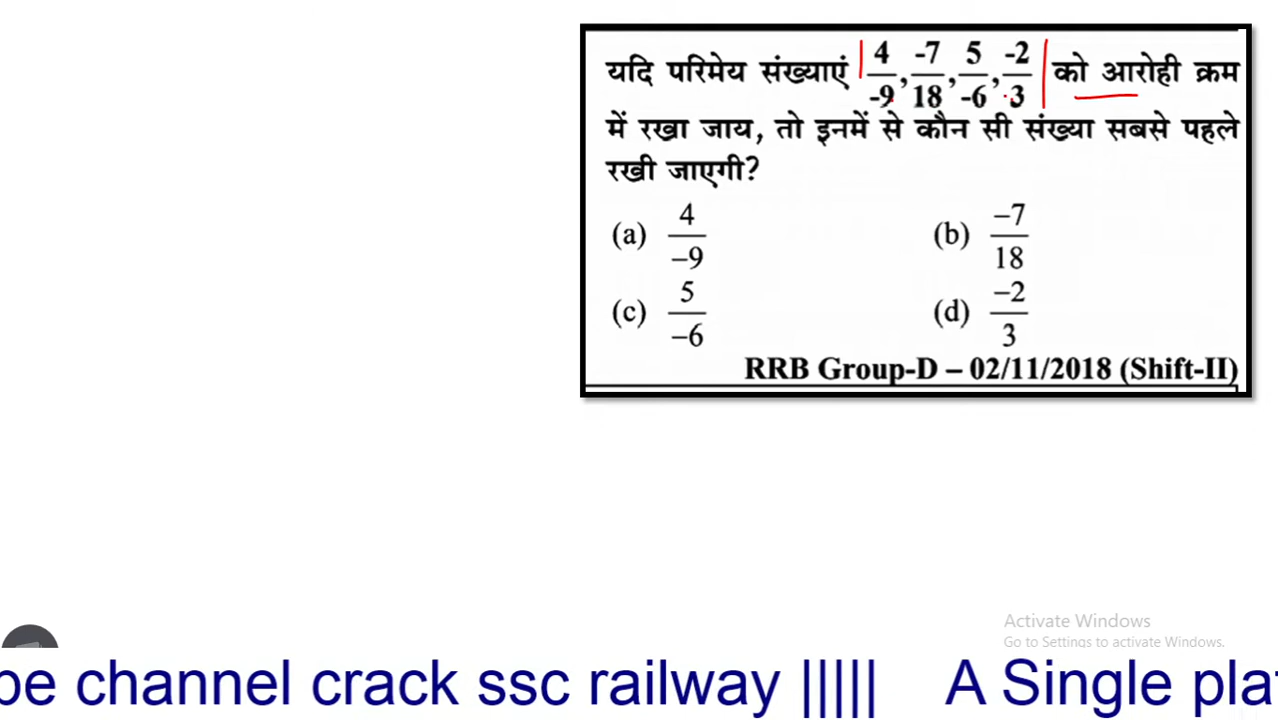 यदि परिमेय संख्याएं 4/-9, -7/18, 5/-6, -2/3 को आरोही क्रम
में रखा जाय, तो इनमें से कौन सी संख्या सबसे पहले
रखी जाएगी?
(a) 4/–9 (b) –7/18
(c) 5/–6 (d) –2/3
RRB Group-D – 02/11/2018 (Shift-II)
Activate Windows
Go to Settings to activate Windows.
channel crack ssc railway ||||| A Single